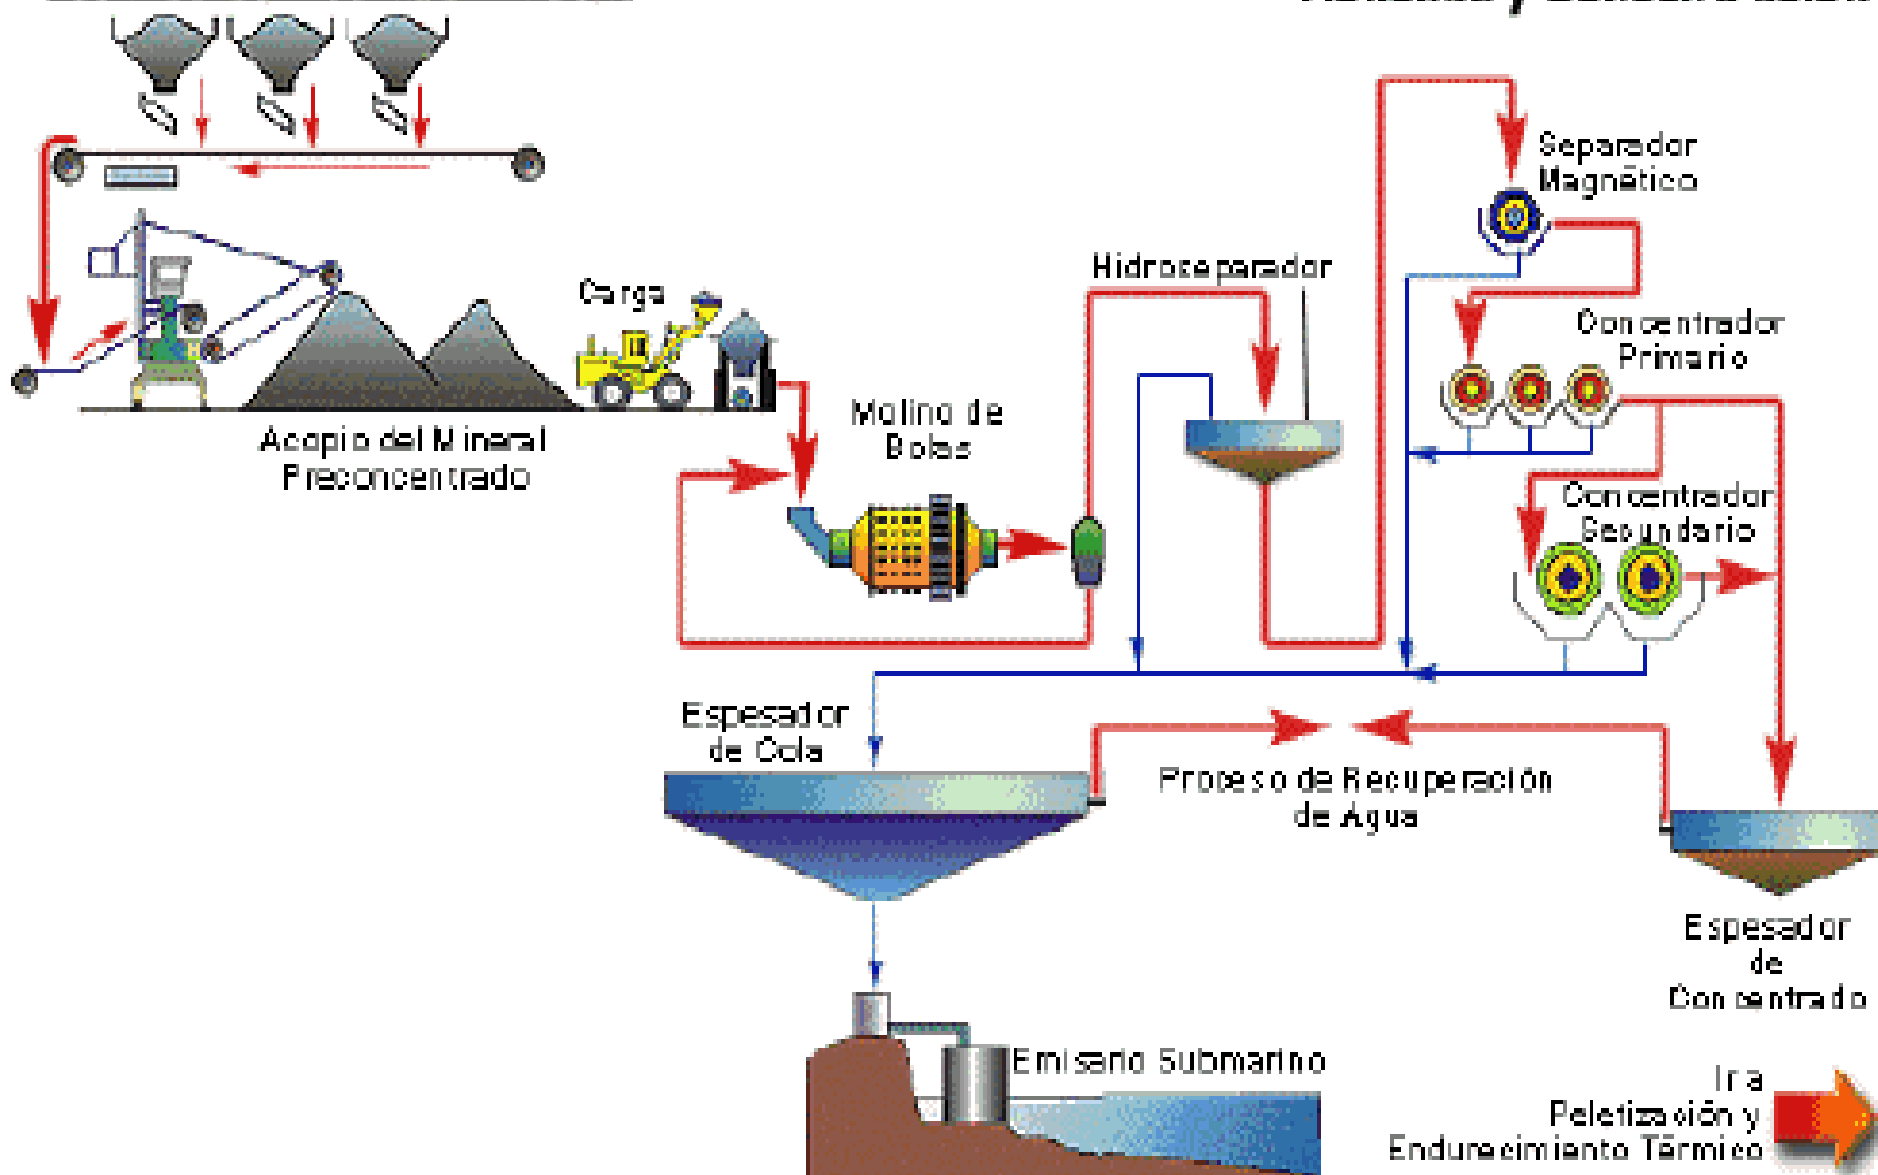 Separador
Magnético
Hidroseparador
Carga
Concentrador
Primario
Molino de
Bolas
Acopio del Mineral
Preconcentrado
Concentrador
Secundario
Espesador
de Cola
Proceso de Recuperación
de Agua
Espesador
de
Concentrado
Emisario Submarino
Ir a
Peletización y
Endurecimiento Térmico